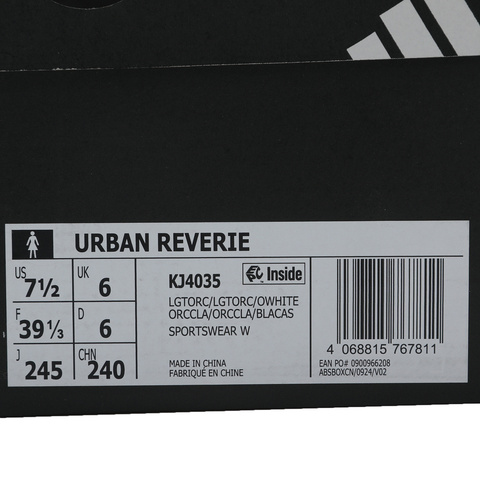 URBAN REVERIE
US 7½ UK 6
F 39⅓ D 6
J 245 CHN 240
KJ4035 Inside
LGTORC/LGTORC/OWHITE
ORCCLA/ORCCLA/BLACAS
SPORTSWEAR W
MADE IN CHINA
FABRIQUÉ EN CHINE
4 068815 767811
EAN PO# 0900966208
ABSBOXCN/0924/V02